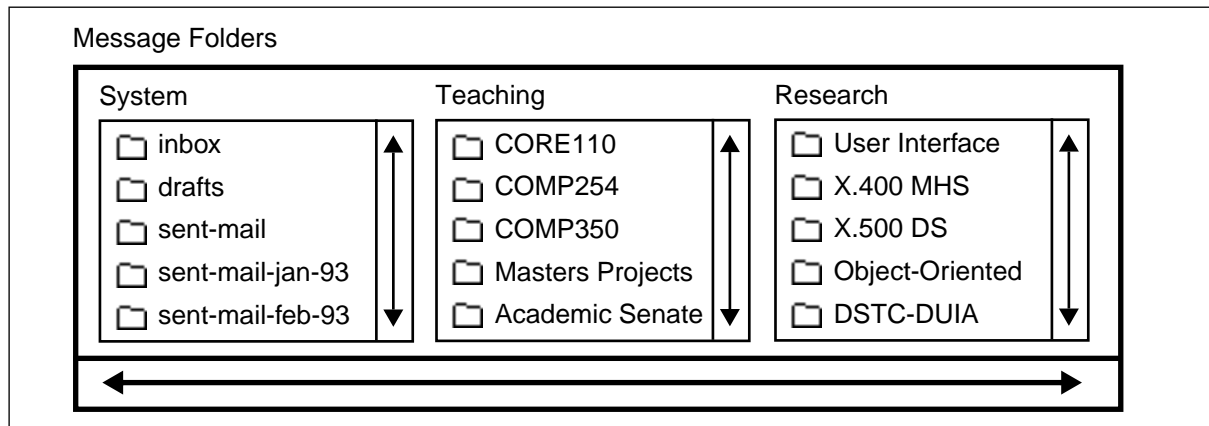 Message Folders
System
inbox
drafts
sent-mail
sent-mail-jan-93
sent-mail-feb-93
Teaching
CORE110
COMP254
COMP350
Masters Projects
Academic Senate
Research
User Interface
X.400 MHS
X.500 DS
Object-Oriented
DSTC-DUIA